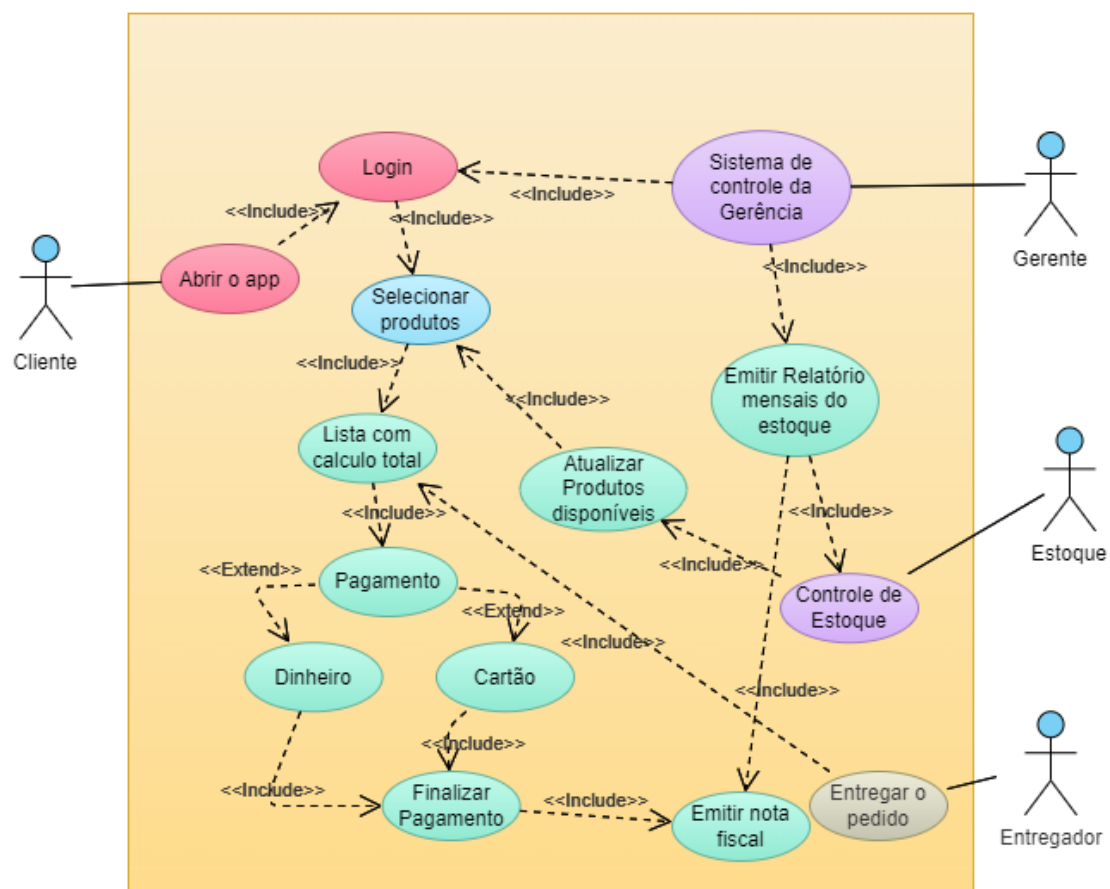 Login
Sistema de
controle da
Gerência
<<Include>>
<<Include>>
<<Include>>
Abrir o app
Cliente
Gerente
<<Include>>
Selecionar
produtos
<<Include>>
Emitir Relatório
mensais do
estoque
<<Include>>
Lista com
calculo total
Atualizar
Produtos
disponíveis
<<Include>>
<<Include>>
Estoque
<<Include>>
<<Extend>>
Pagamento
Controle de
Estoque
<<Extend>>
<<Include>>
Dinheiro
Cartão
<<Include>>
<<Include>>
<<Include>>
Finalizar
Pagamento
<<Include>>
Emitir nota
fiscal
Entregar o
pedido
Entregador